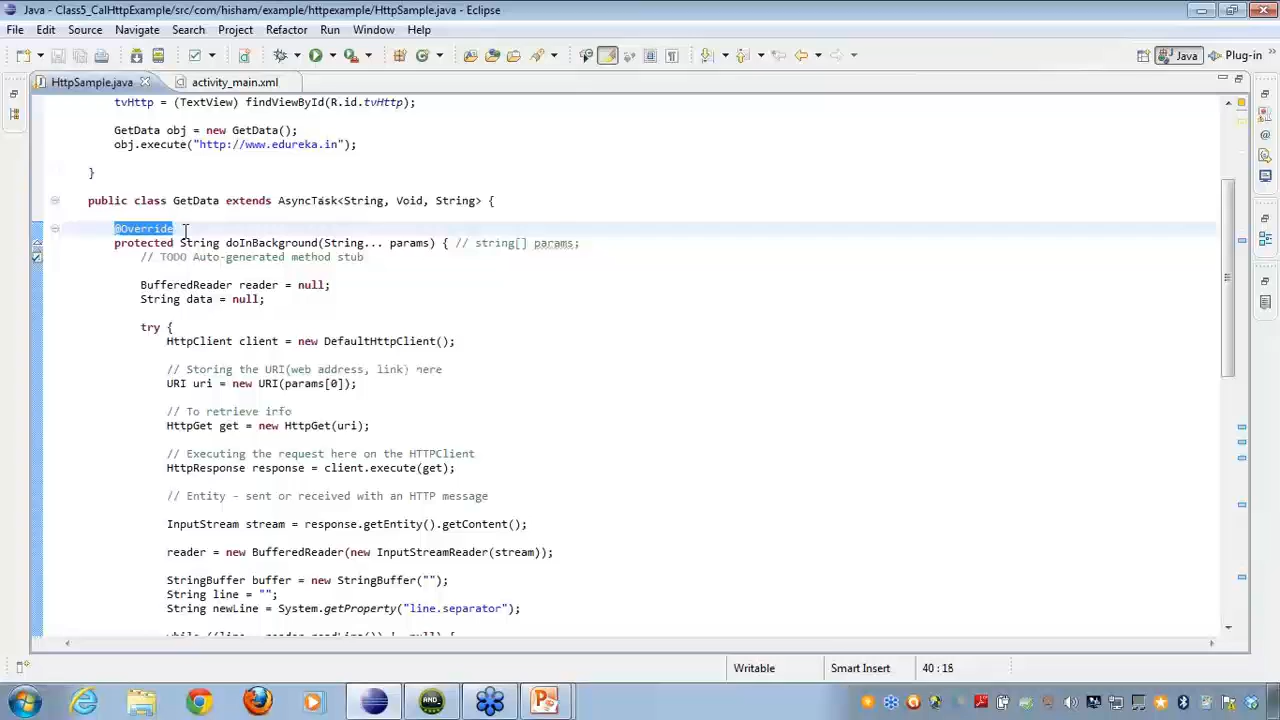 Java - Class5_CalHttpExample/src/com/hisham/example/httpexample/HttpSample.java - Eclipse
File Edit Source Navigate Search Project Refactor Run Window Help
Java Plug-in
HttpSample.java activity_main.xml
tvHttp = (TextView) findViewById(R.id.tvHttp);
GetData obj = new GetData();
obj.execute("http://www.edureka.in");
}
public class GetData extends AsyncTask<String, Void, String> {
@Override
protected String doInBackground(String... params) { // string[] params;
// TODO Auto-generated method stub
BufferedReader reader = null;
String data = null;
try {
HttpClient client = new DefaultHttpClient();
// Storing the URI(web address, link) here
URI uri = new URI(params[0]);
// To retrieve info
HttpGet get = new HttpGet(uri);
// Executing the request here on the HTTPClient
HttpResponse response = client.execute(get);
// Entity - sent or received with an HTTP message
InputStream stream = response.getEntity().getContent();
reader = new BufferedReader(new InputStreamReader(stream));
StringBuffer buffer = new StringBuffer("");
String line = "";
String newLine = System.getProperty("line.separator");
Writable Smart Insert 40 : 16